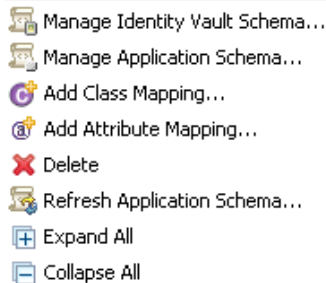 Manage Identity Vault Schema...
Manage Application Schema...
Add Class Mapping...
Add Attribute Mapping...
Delete
Refresh Application Schema...
Expand All
Collapse All